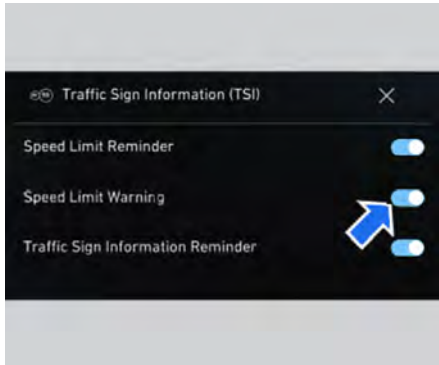 Traffic Sign Information (TSI)
Speed Limit Reminder
Speed Limit Warning
Traffic Sign Information Reminder